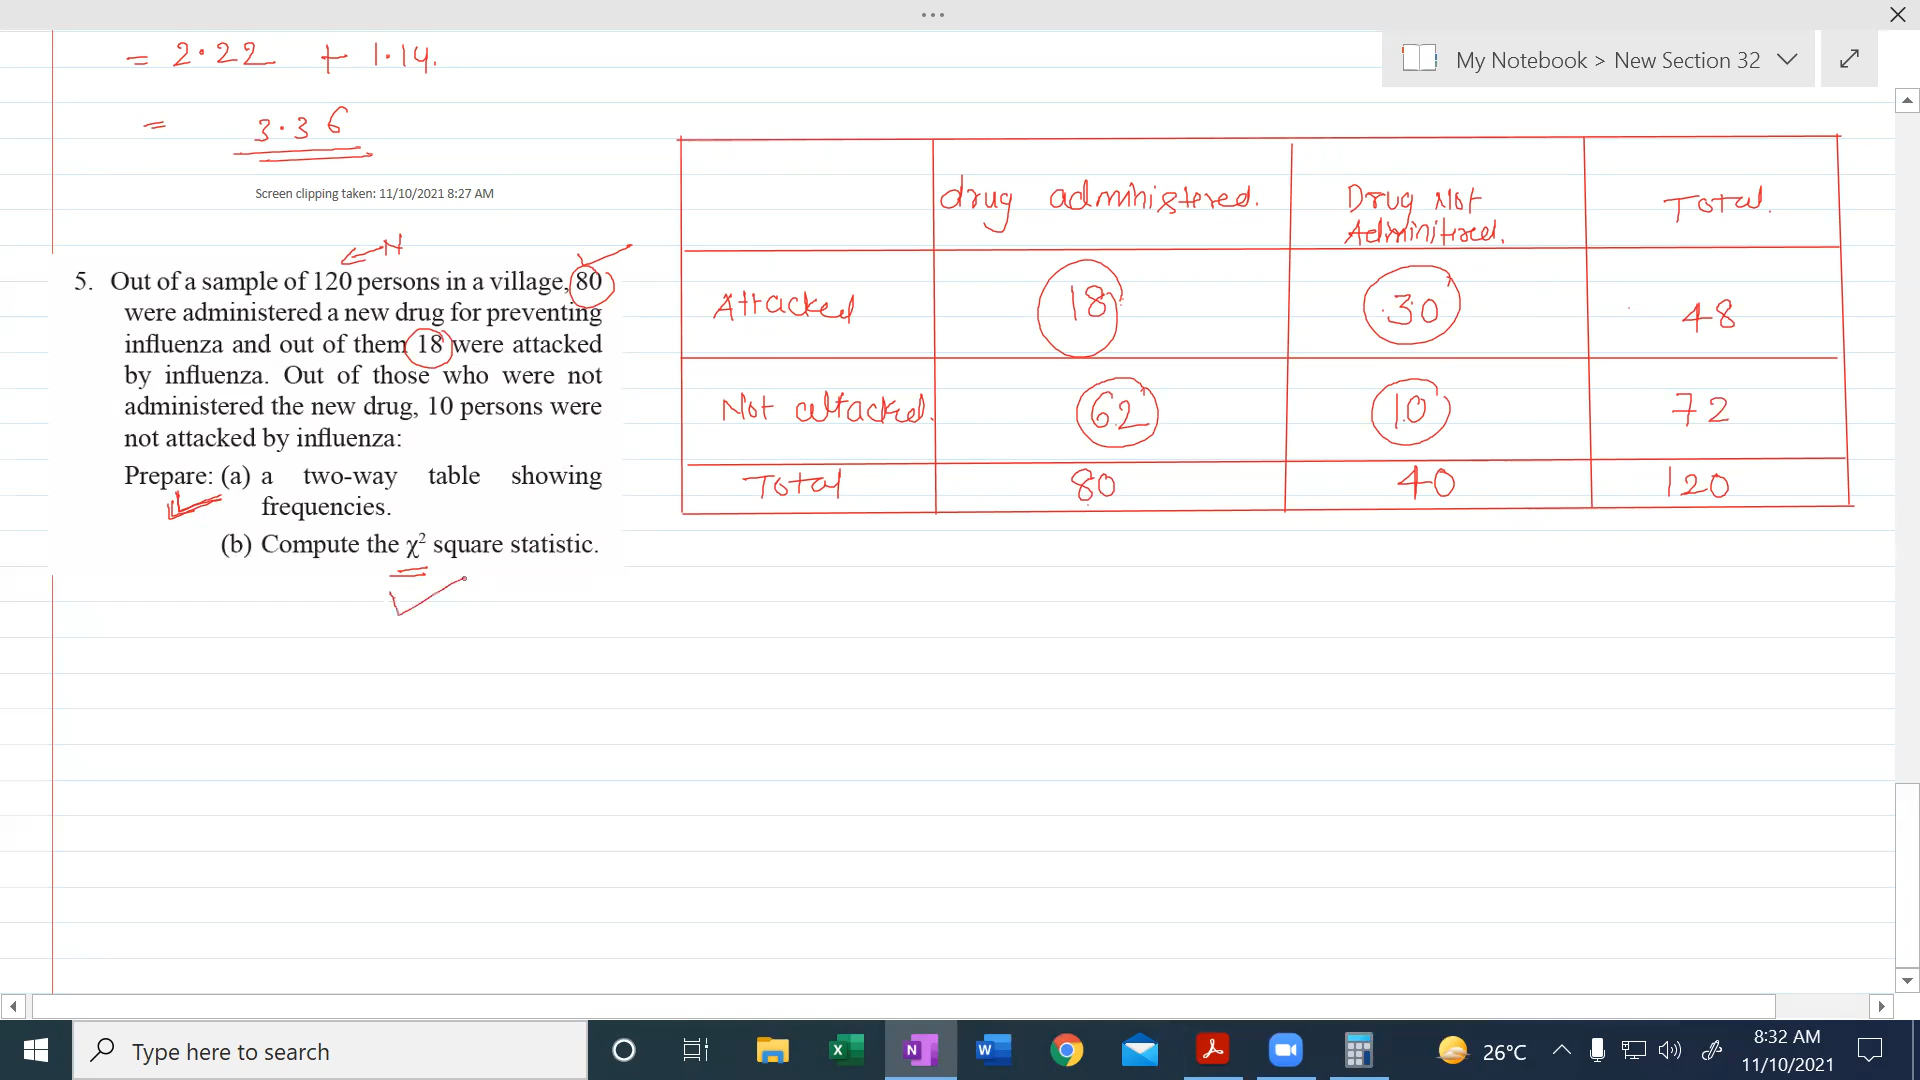 My Notebook > New Section 32
= 2.22 + 1.14.
= 3.36
Screen clipping taken: 11/10/2021 8:27 AM
N
5. Out of a sample of 120 persons in a village, 80
were administered a new drug for preventing
influenza and out of them 18 were attacked
by influenza. Out of those who were not
administered the new drug, 10 persons were
not attacked by influenza:
Prepare: (a) a two-way table showing
frequencies.
(b) Compute the χ² square statistic.
drug administered. Drug Not Total.
Adminitired.
Attacked 18 30 48
Not attacked. 62 10 72
Total 80 40 120
Type here to search
26°C
8:32 AM
11/10/2021